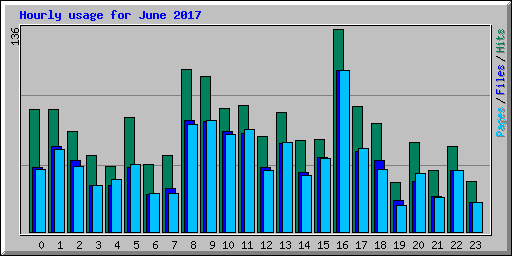 Hourly usage for June 2017
136
Pages / Files / Hits
0 1 2 3 4 5 6 7 8 9 10 11 12 13 14 15 16 17 18 19 20 21 22 23